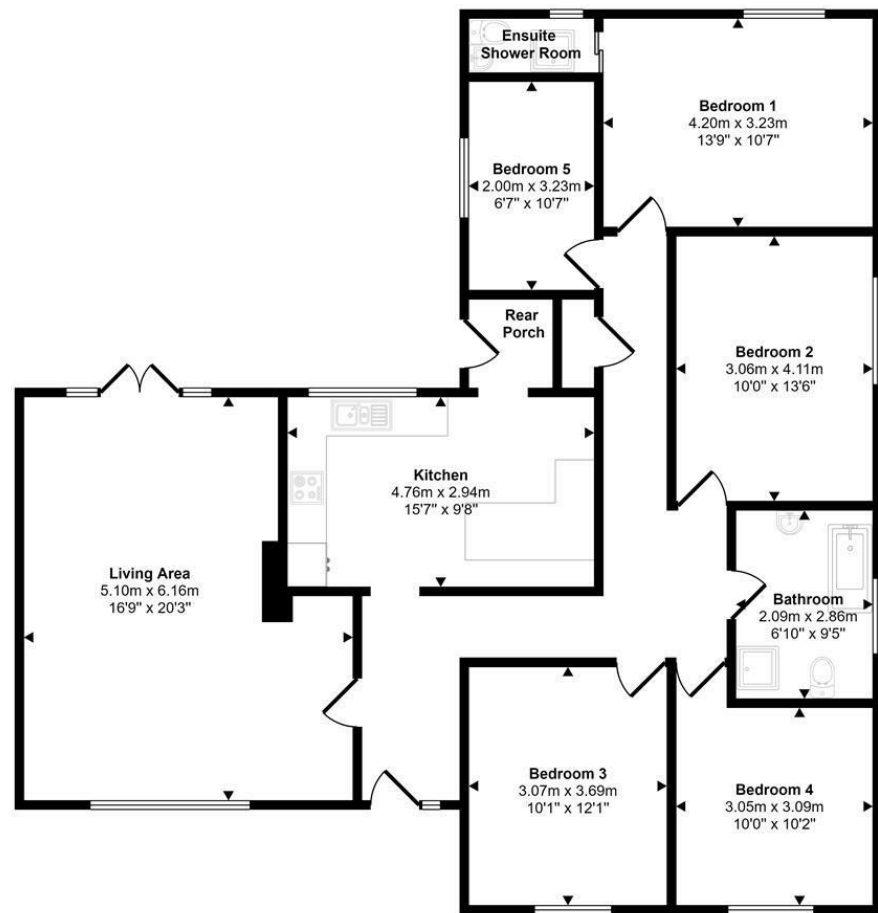 Ensuite
Shower Room
Bedroom 1
4.20m x 3.23m
13'9" x 10'7"
Bedroom 5
2.00m x 3.23m
6'7" x 10'7"
Rear
Porch
Bedroom 2
3.06m x 4.11m
10'0" x 13'6"
Kitchen
4.76m x 2.94m
15'7" x 9'8"
Living Area
5.10m x 6.16m
16'9" x 20'3"
Bathroom
2.09m x 2.86m
6'10" x 9'5"
Bedroom 3
3.07m x 3.69m
10'1" x 12'1"
Bedroom 4
3.05m x 3.09m
10'0" x 10'2"